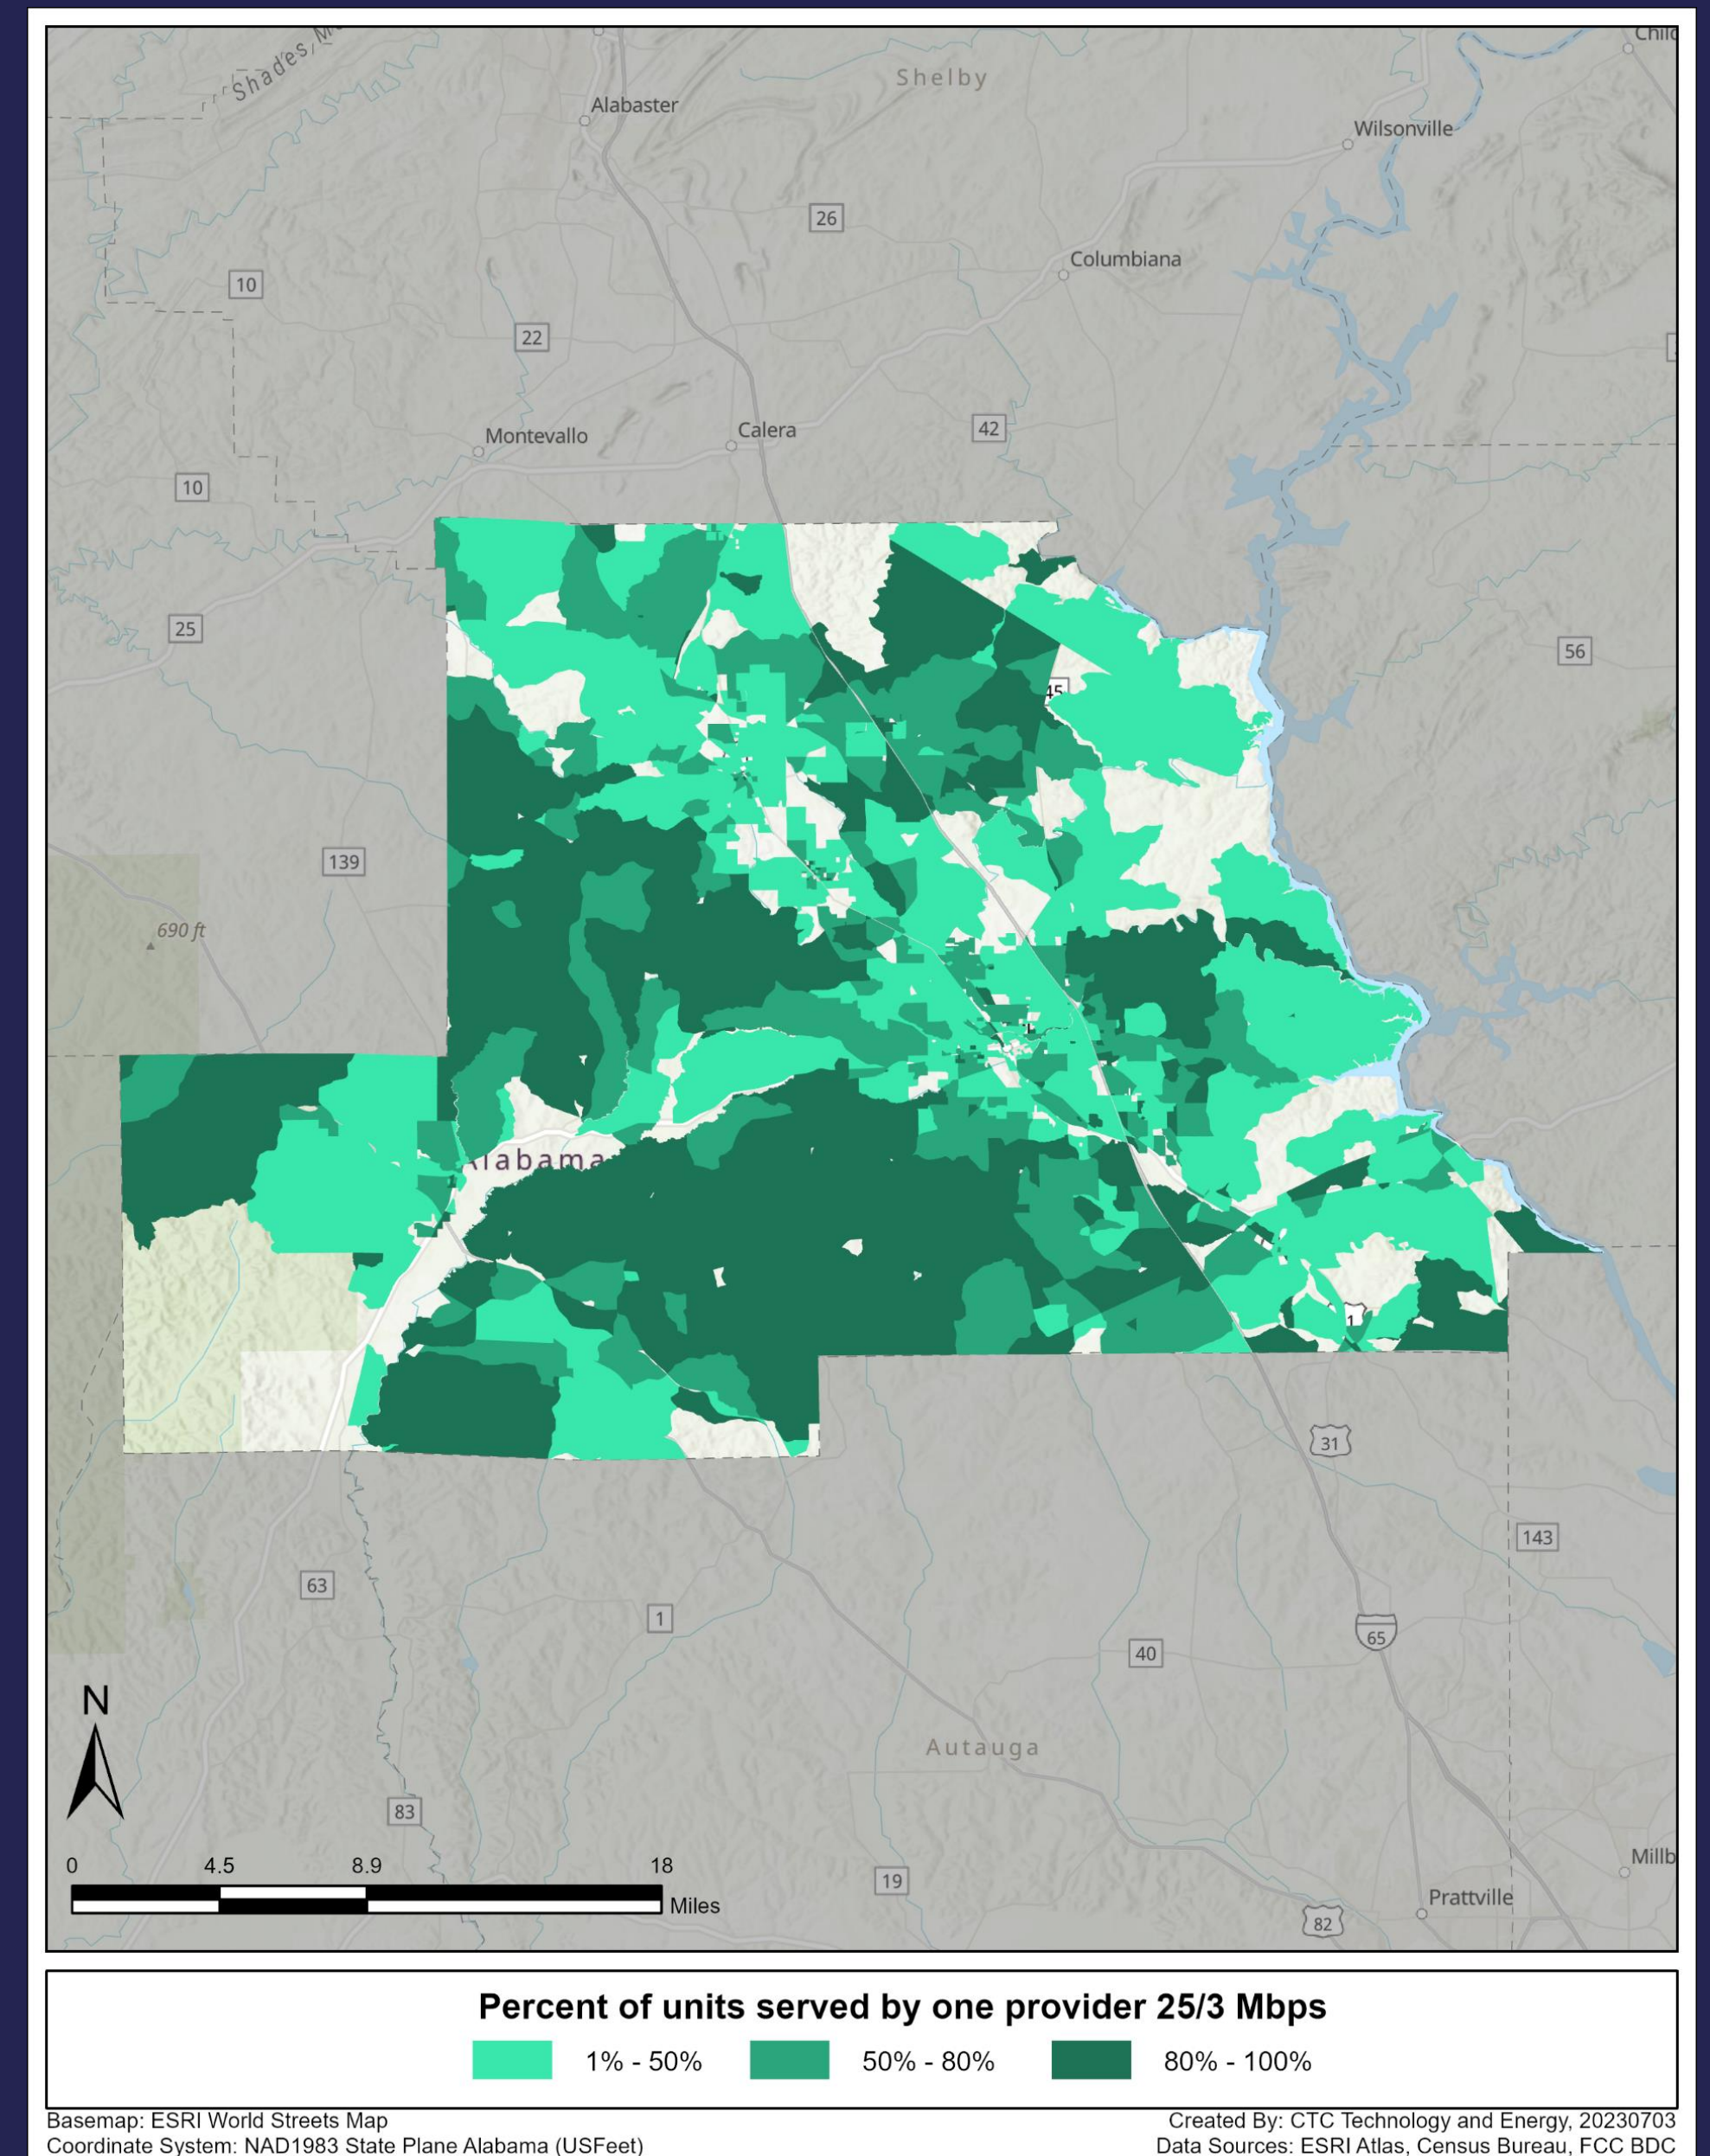 Shades
Shelby
Alabaster
Wilsonville
26
10
Columbiana
22
Montevallo
Calera
42
10
25
56
45
139
690 ft
Alabama
1
31
143
63
1
65
40
N
Autauga
83
0 4.5 8.9 18
Miles
19
Prattville
82
Percent of units served by one provider 25/3 Mbps
1% - 50% 50% - 80% 80% - 100%
Basemap: ESRI World Streets Map
Created By: CTC Technology and Energy, 20230703
Coordinate System: NAD1983 State Plane Alabama (USFeet)
Data Sources: ESRI Atlas, Census Bureau, FCC BDC